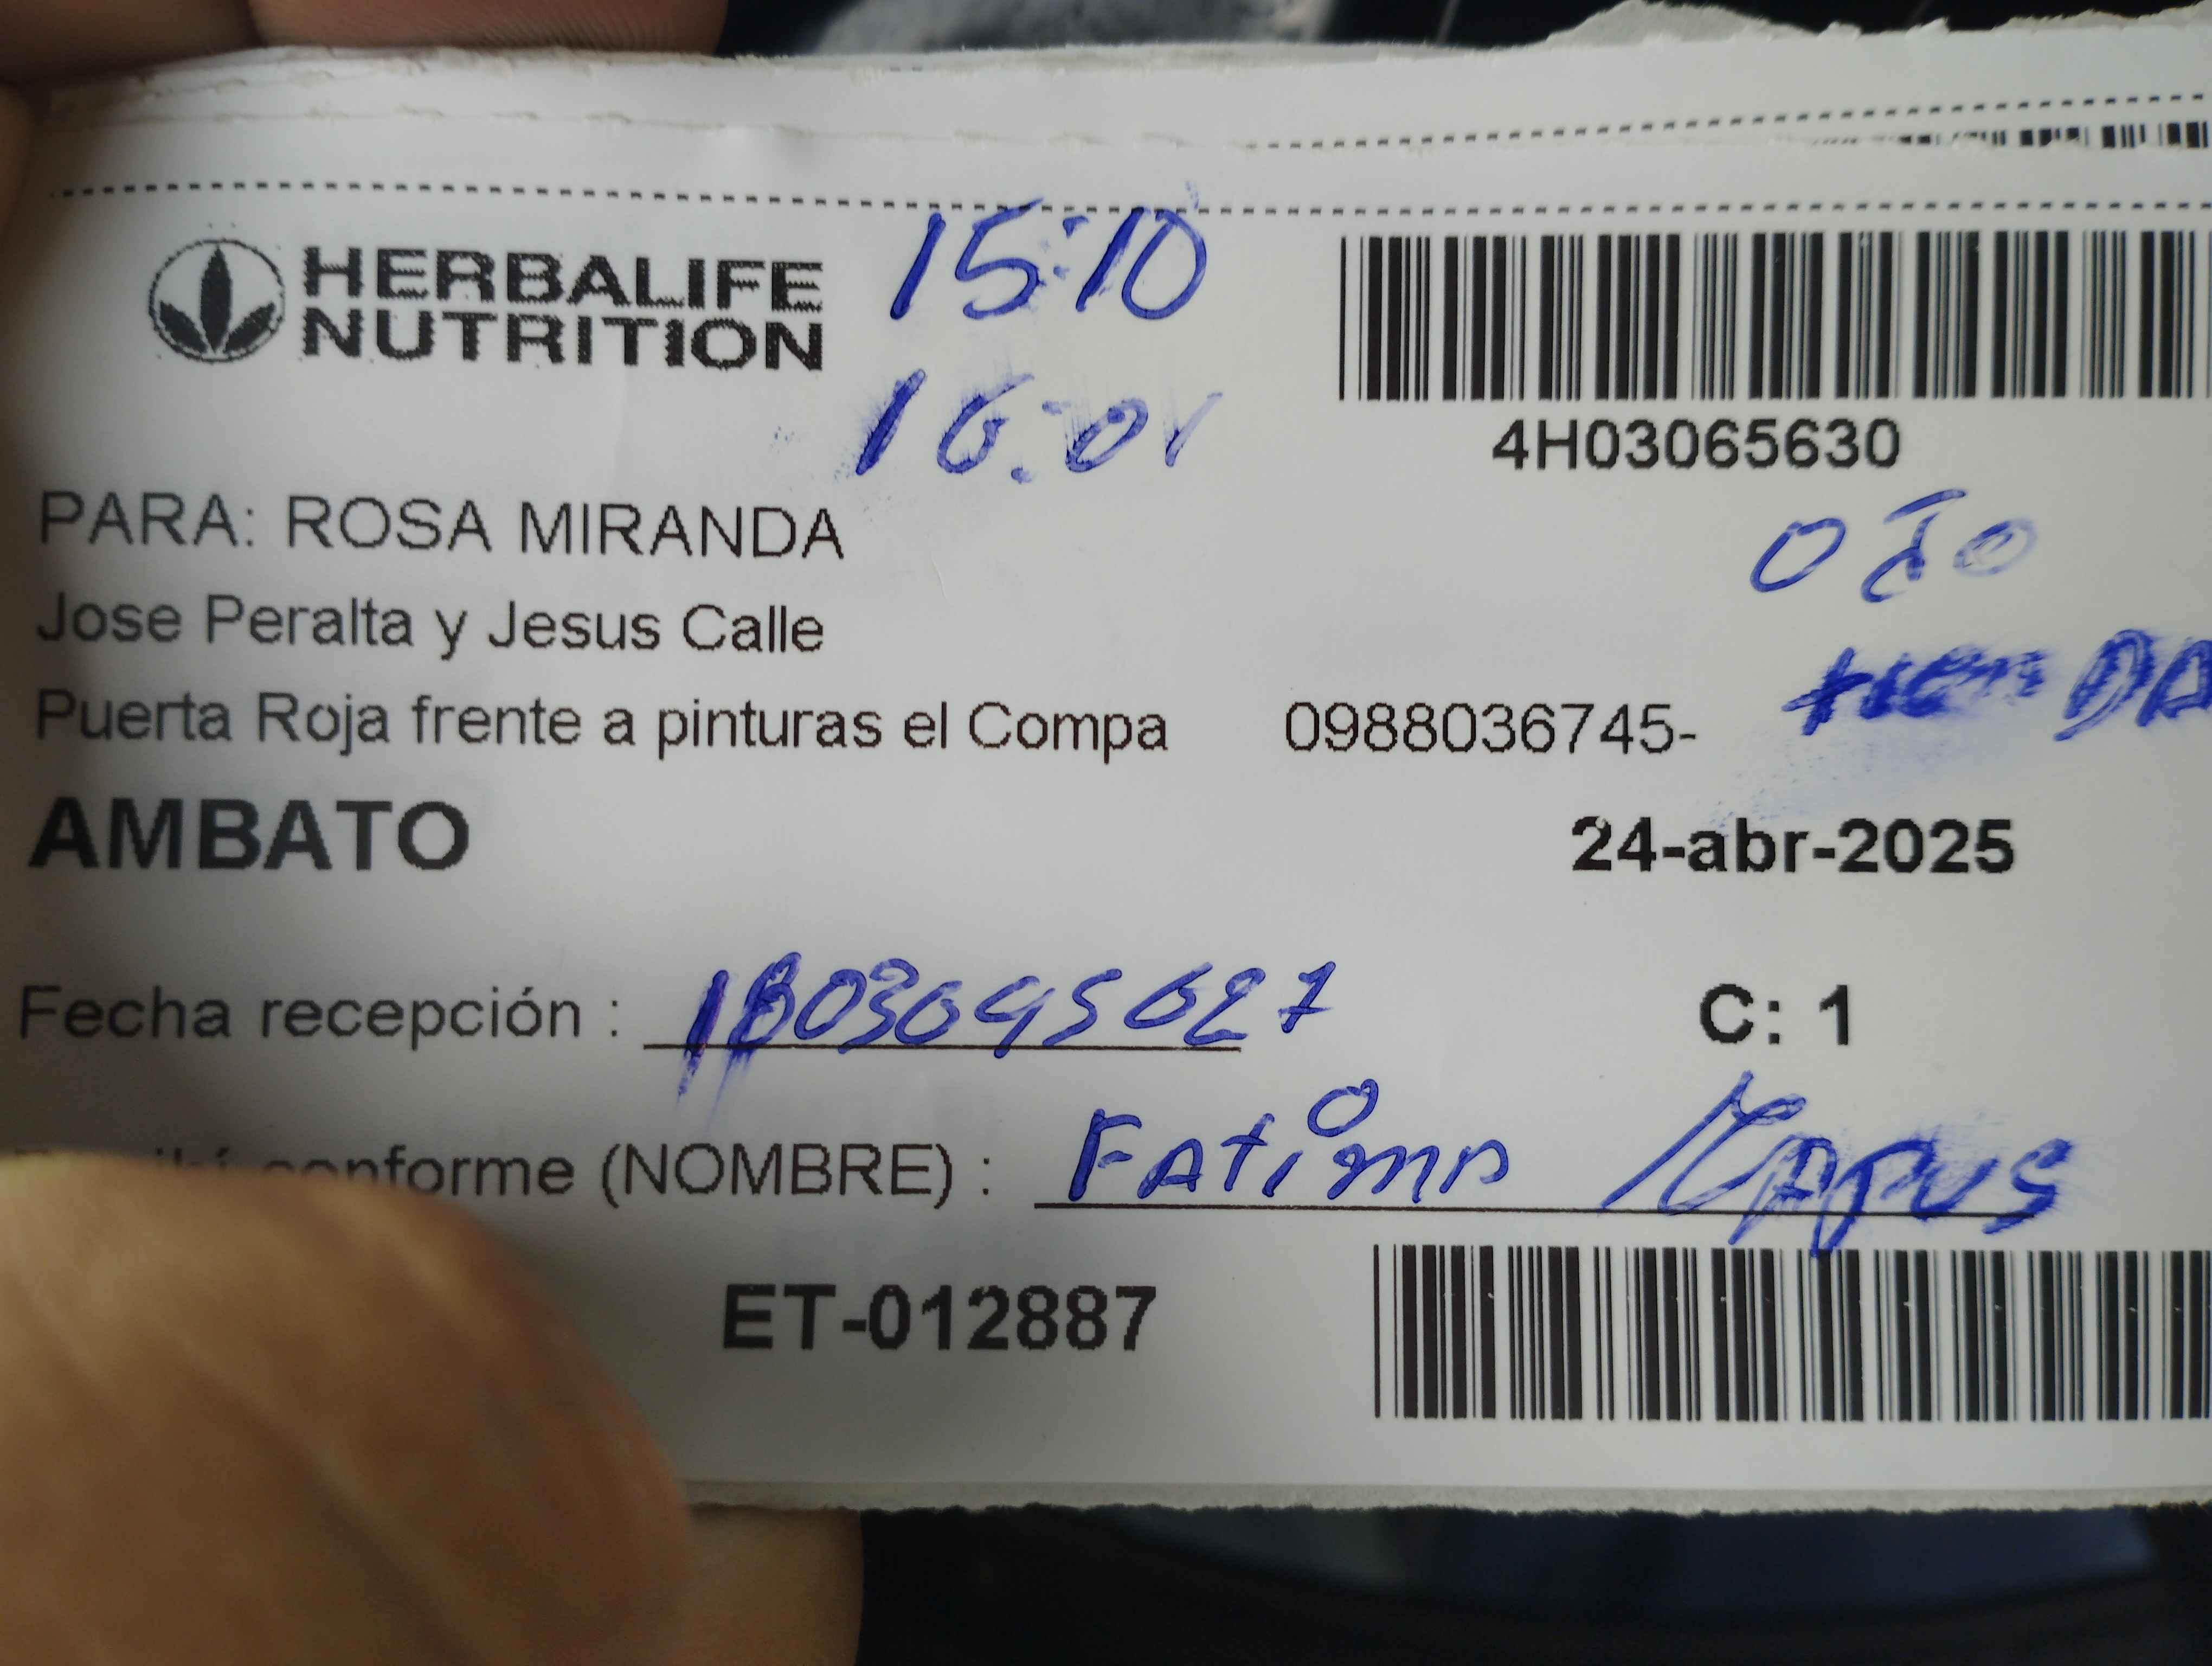 HERBALIFE
NUTRITION
15:10
16:01
4H03065630
PARA: ROSA MIRANDA
Jose Peralta y Jesus Calle
Puerta Roja frente a pinturas el Compa 0988036745-
AMBATO
24-abr-2025
Fecha recepción : 1803045627
C: 1
conforme (NOMBRE) : Fatima
ET-012887